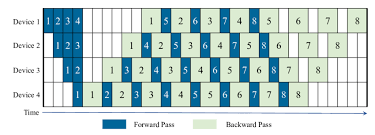 Device 1 1 2 3 4 1 5 2 6 3 7 4 8 5 6 7 8
Device 2 1 2 3 1 4 2 5 3 6 4 7 5 8 6 7 8
Device 3 1 2 1 3 2 4 3 5 4 6 5 7 6 8 7 8
Device 4 1 1 2 2 3 3 4 4 5 5 6 6 7 7 8 8
Time
Forward Pass Backward Pass